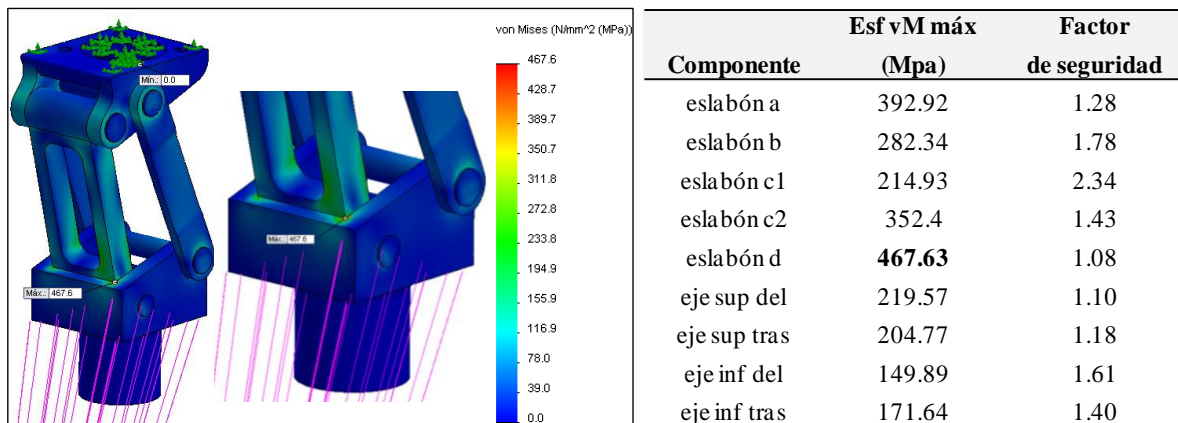 von Mises (N/mm^2 (MPa))
467.6
428.7
389.7
350.7
311.8
272.8
233.8
194.9
155.9
116.9
78.0
39.0
0.0
Mín.: 0.0
Máx.: 467.6
Máx.: 467.6
Esf vM máx Factor
Componente (Mpa) de seguridad
eslabón a 392.92 1.28
eslabón b 282.34 1.78
eslabón c1 214.93 2.34
eslabón c2 352.4 1.43
eslabón d 467.63 1.08
eje sup del 219.57 1.10
eje sup tras 204.77 1.18
eje inf del 149.89 1.61
eje inf tras 171.64 1.40